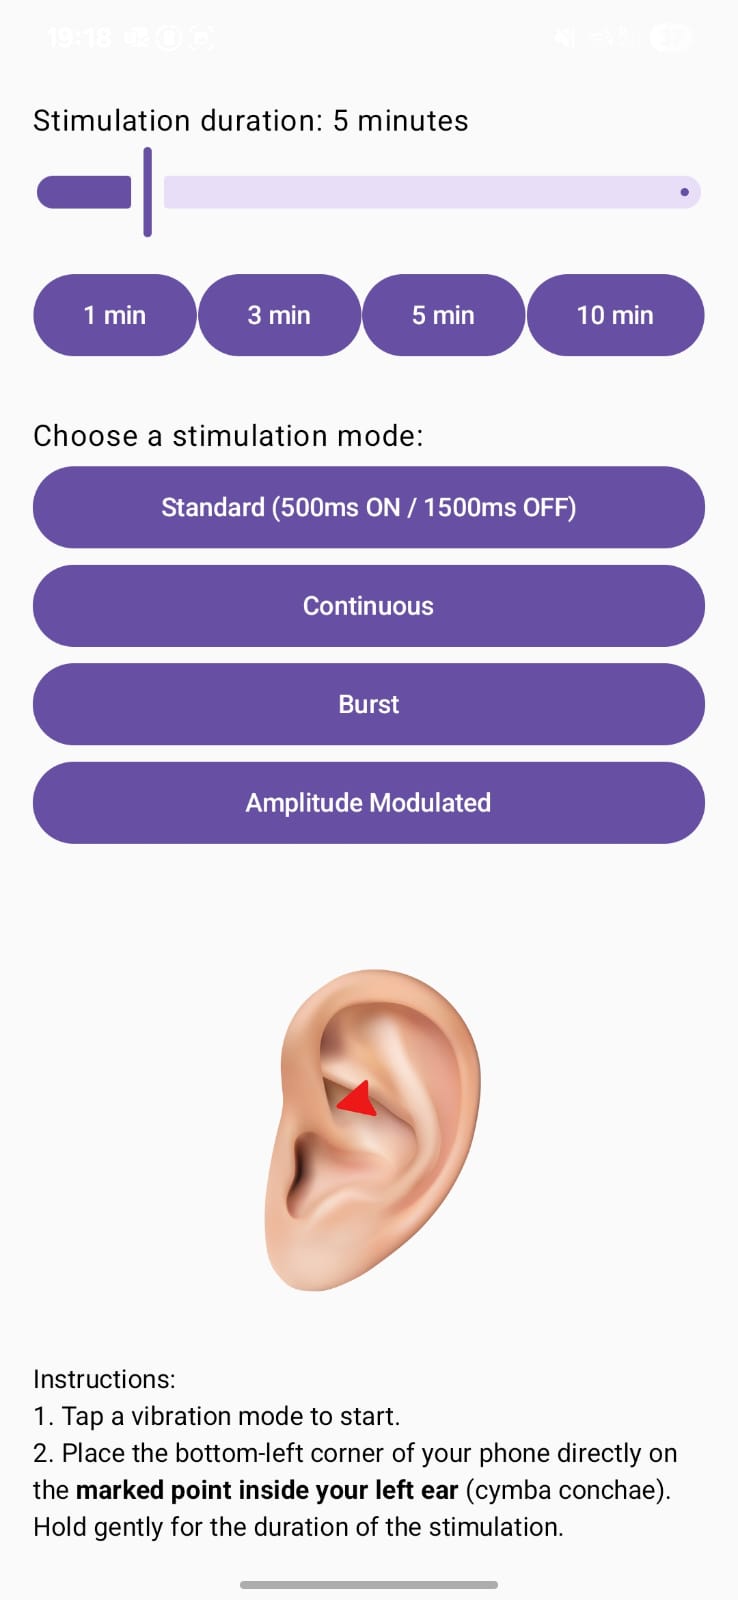 19:18
Stimulation duration: 5 minutes
1 min
3 min
5 min
10 min
Choose a stimulation mode:
Standard (500ms ON / 1500ms OFF)
Continuous
Burst
Amplitude Modulated
Instructions:
1. Tap a vibration mode to start.
2. Place the bottom-left corner of your phone directly on
the marked point inside your left ear (cymba conchae).
Hold gently for the duration of the stimulation.